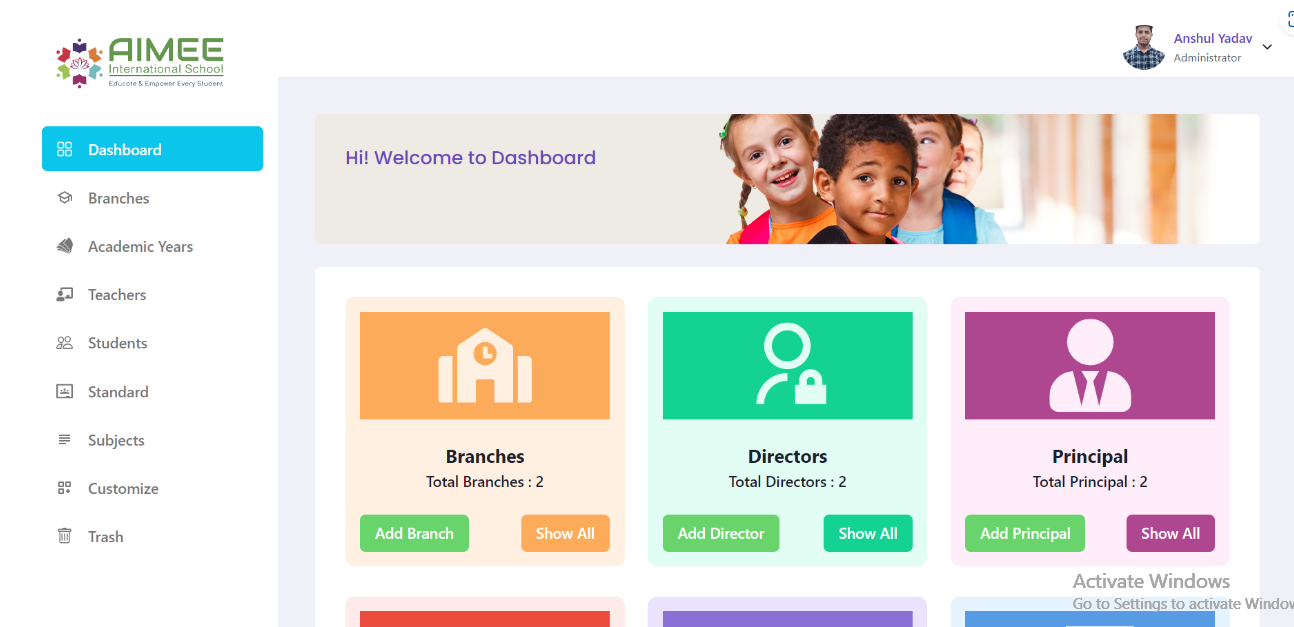 AIMEE
International School
Educate & Empower Every Student
Anshul Yadav
Administrator
Dashboard
Branches
Academic Years
Teachers
Students
Standard
Subjects
Customize
Trash
Hi! Welcome to Dashboard
Branches
Total Branches : 2
Add Branch
Show All
Directors
Total Directors : 2
Add Director
Show All
Principal
Total Principal : 2
Add Principal
Show All
Activate Windows
Go to Settings to activate Window